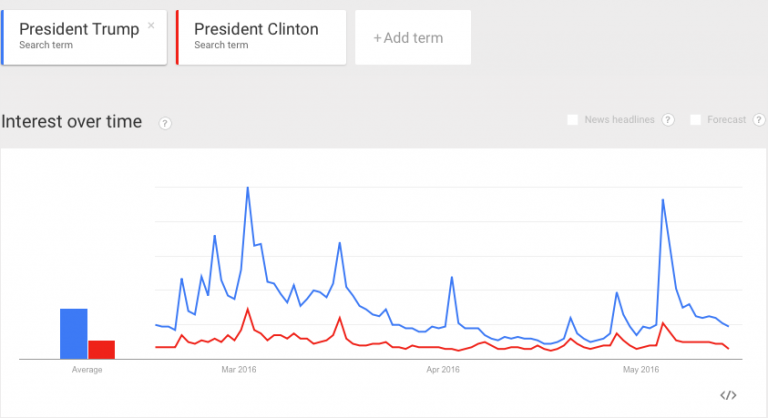 President Trump ×
Search term
President Clinton
Search term
+Add term
Interest over time ?
News headlines ?
Forecast ?
Average
Mar 2016
Apr 2016
May 2016
</>